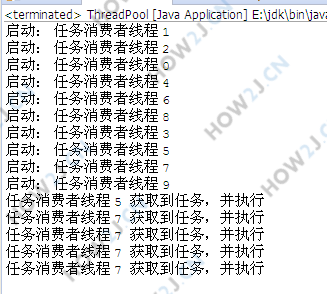 <terminated> ThreadPool [Java Application] E:\jdk\bin\java
启动： 任务消费者线程 1
启动： 任务消费者线程 2
启动： 任务消费者线程 0
启动： 任务消费者线程 4
启动： 任务消费者线程 6
启动： 任务消费者线程 8
启动： 任务消费者线程 3
启动： 任务消费者线程 5
启动： 任务消费者线程 7
启动： 任务消费者线程 9
任务消费者线程 5 获取到任务，并执行
任务消费者线程 7 获取到任务，并执行
任务消费者线程 7 获取到任务，并执行
任务消费者线程 7 获取到任务，并执行
任务消费者线程 7 获取到任务，并执行
HOW2J.CN